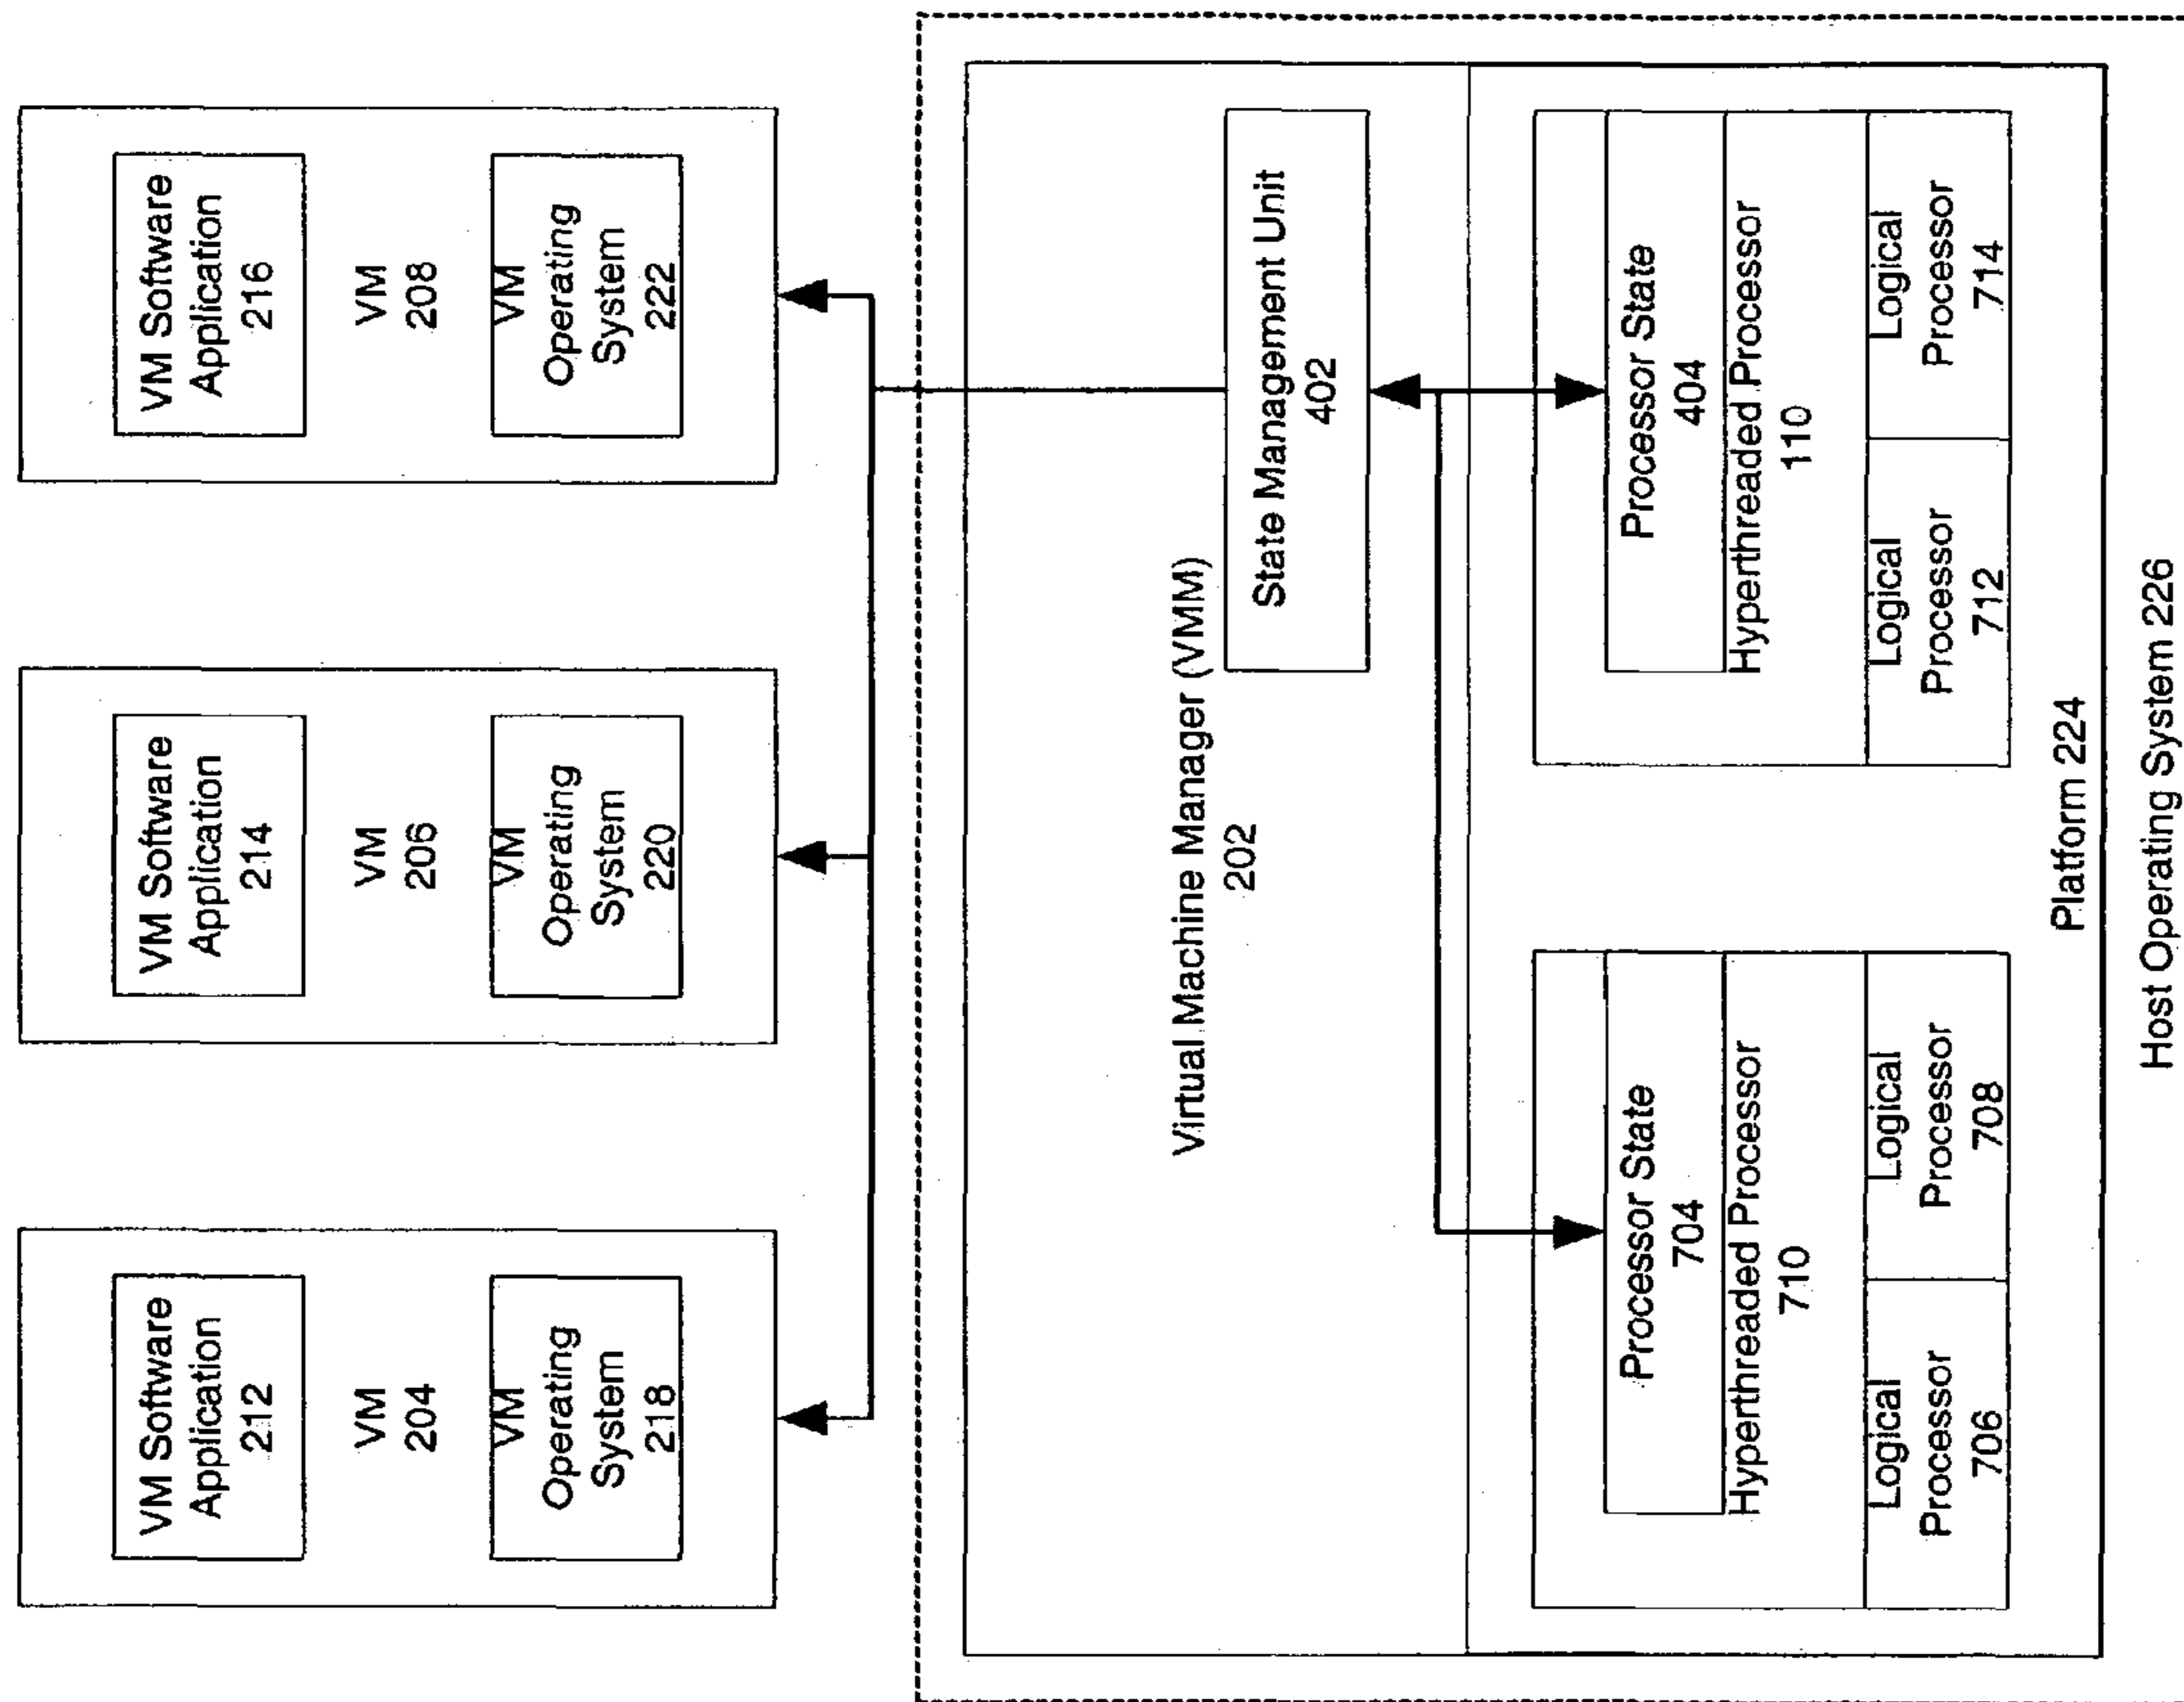 VM Software
Application
212
VM
204
VM
Operating
System
218
VM Software
Application
214
VM
206
VM
Operating
System
220
VM Software
Application
216
VM
208
VM
Operating
System
222
Virtual Machine Manager (VMM)
202
State Management Unit
402
Processor State
704
Hyperthreaded Processor
710
Logical
Processor
706
Logical
Processor
708
Processor State
404
Hyperthreaded Processor
110
Logical
Processor
712
Logical
Processor
714
Platform 224
Host Operating System 226